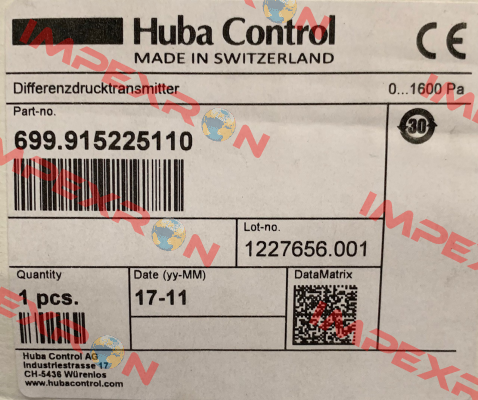 Huba Control
MADE IN SWITZERLAND
CE
Differenzdrucktransmitter 0...1600 Pa
Part-no.
699.915225110
30
Lot-no.
1227656.001
Quantity
1 pcs.
Date (yy-MM)
17-11
DataMatrix
Huba Control AG
Industriestrasse 17
CH-5436 Würenlos
www.hubacontrol.com
IMPEXRON
IMPEXRON
IMPEXRON
IMPEXRON
IMPEXRON